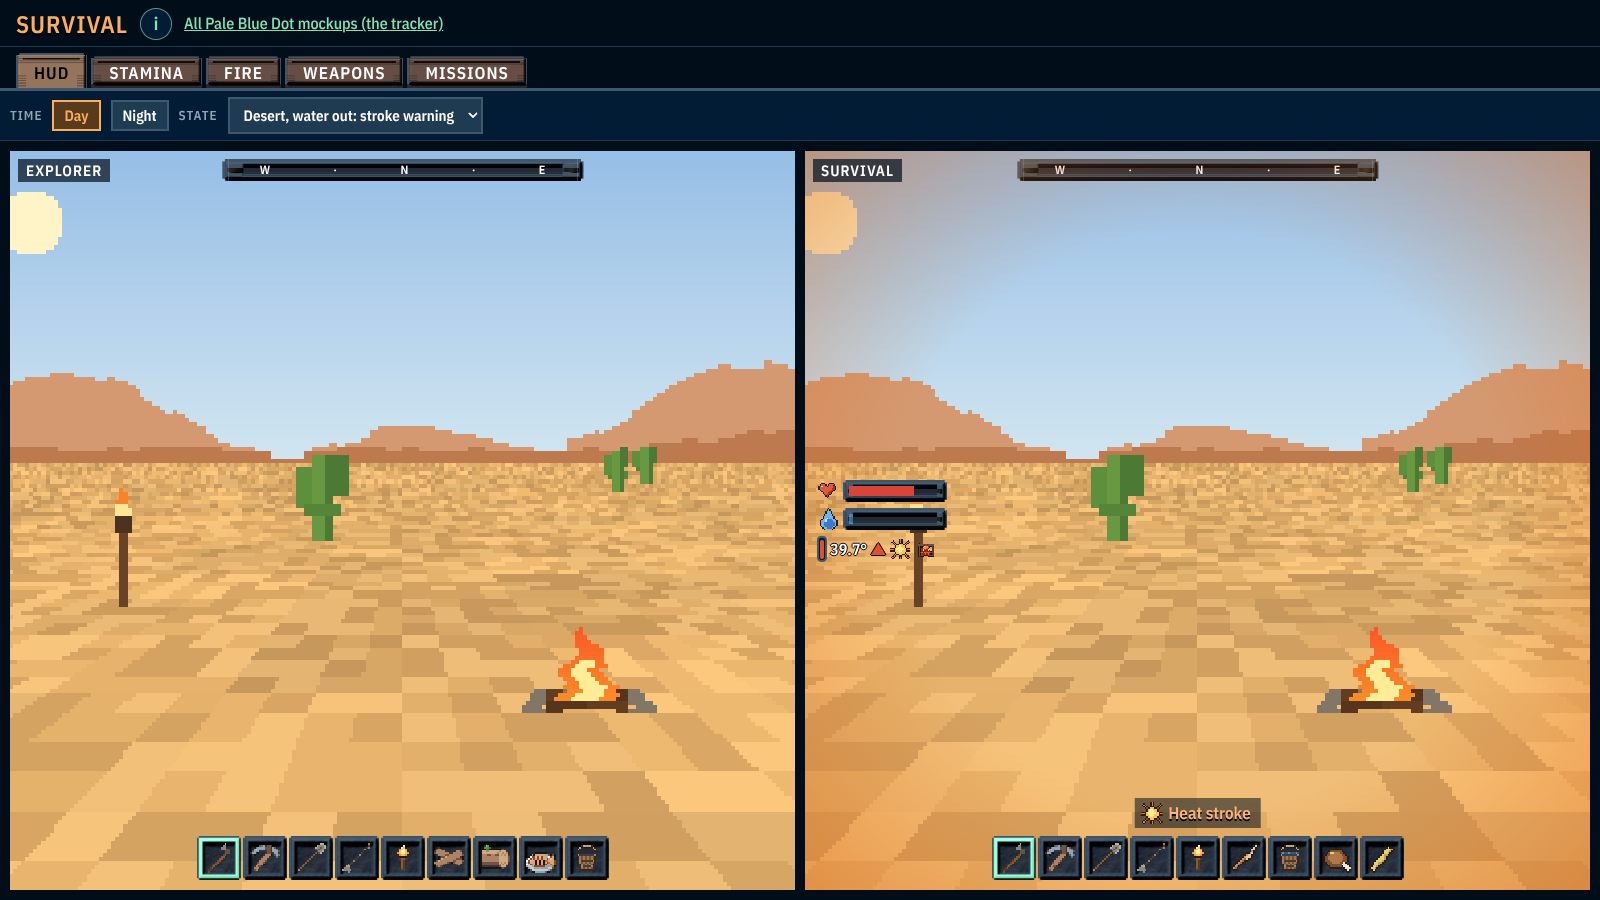 SURVIVAL i All Pale Blue Dot mockups (the tracker)
HUD STAMINA FIRE WEAPONS MISSIONS
TIME Day Night STATE Desert, water out: stroke warning
EXPLORER
W · N · E
SURVIVAL
W · N · E
39.7°
Heat stroke